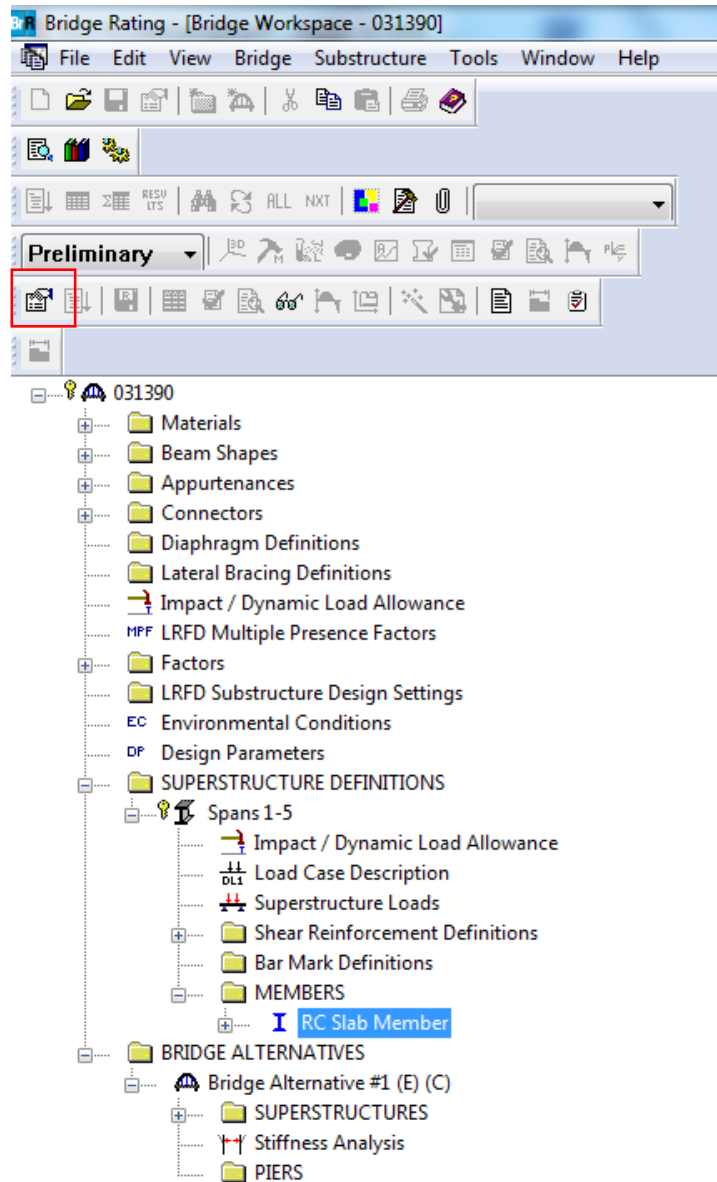 BrR Bridge Rating - [Bridge Workspace - 031390]
File Edit View Bridge Substructure Tools Window Help
RESU LTS ALL NXT
Preliminary
031390
Materials
Beam Shapes
Appurtenances
Connectors
Diaphragm Definitions
Lateral Bracing Definitions
Impact / Dynamic Load Allowance
MPF LRFD Multiple Presence Factors
Factors
LRFD Substructure Design Settings
EC Environmental Conditions
DP Design Parameters
SUPERSTRUCTURE DEFINITIONS
Spans 1-5
Impact / Dynamic Load Allowance
DL1 Load Case Description
Superstructure Loads
Shear Reinforcement Definitions
Bar Mark Definitions
MEMBERS
RC Slab Member
BRIDGE ALTERNATIVES
Bridge Alternative #1 (E) (C)
SUPERSTRUCTURES
Stiffness Analysis
PIERS